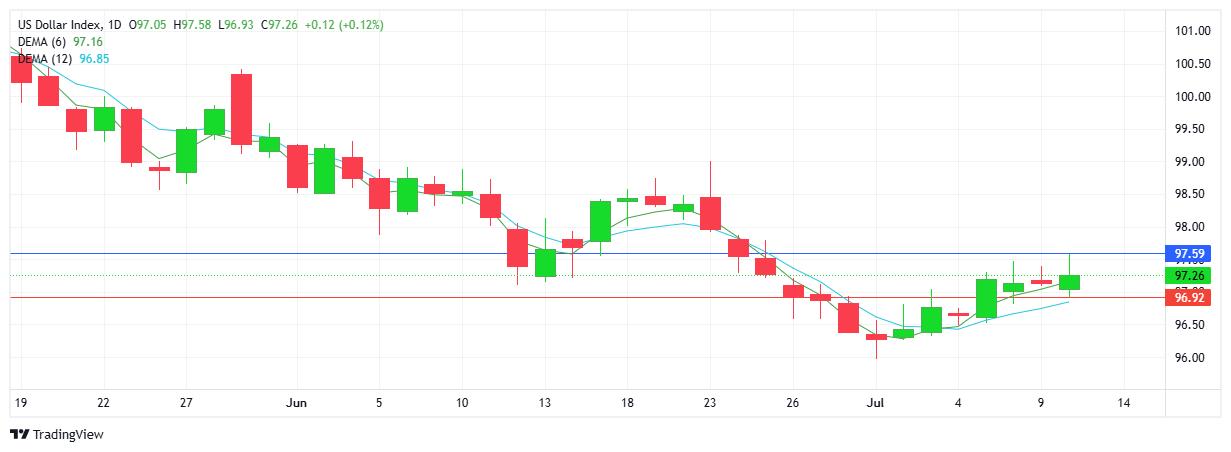 US Dollar Index, 1D O97.05 H97.58 L96.93 C97.26 +0.12 (+0.12%)
DEMA (6) 97.16
DEMA (12) 96.85
101.00
100.50
100.00
99.50
99.00
98.50
98.00
97.59
97.26
96.92
96.50
96.00
19 22 27 Jun 5 10 13 18 23 26 Jul 4 9 14
TradingView